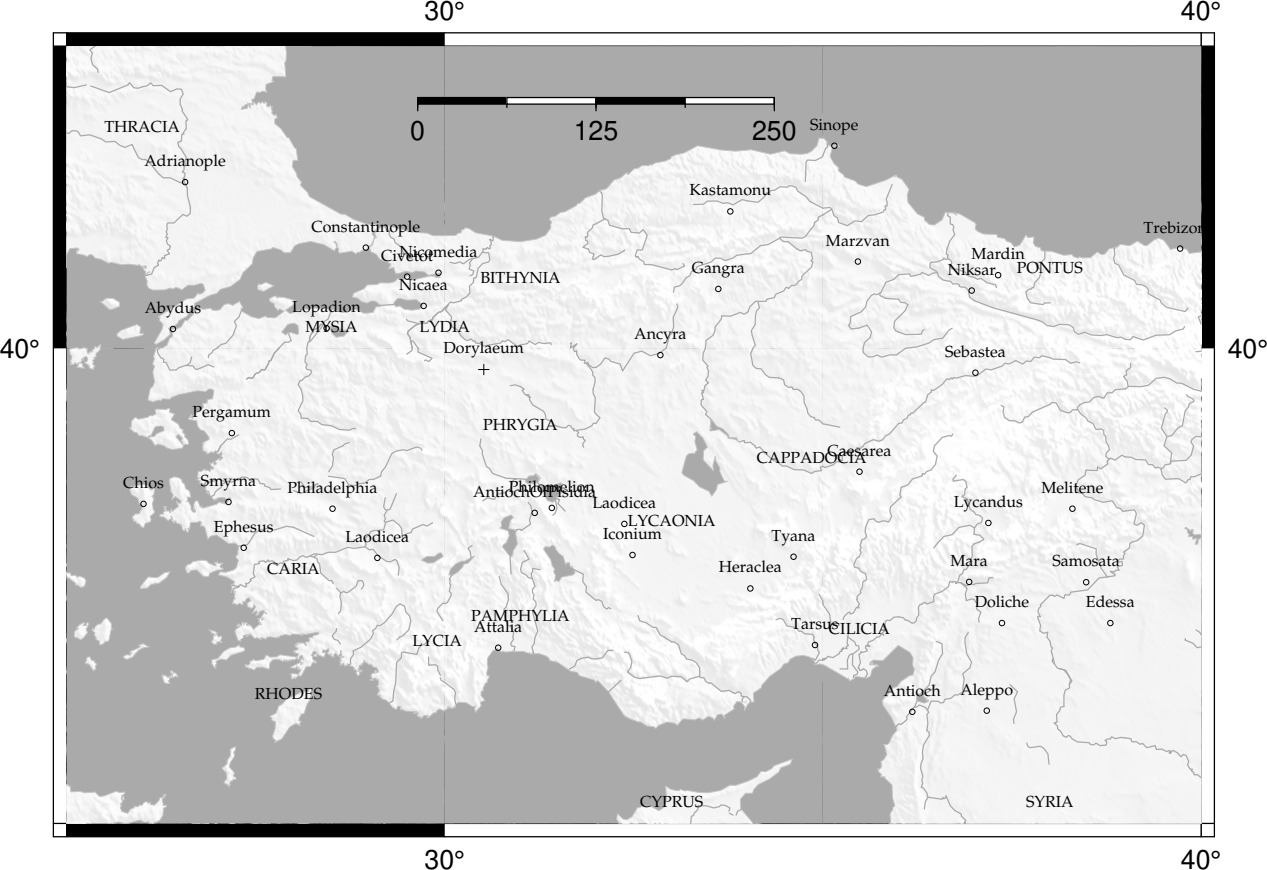 30°
40°
0
125
250
Sinope
THRACIA
Adrianople
Kastamonu
Constantinople
Trebizon
Marzvan
Nicomedia
Civetot
Mardin
PONTUS
Gangra
Niksar
BITHYNIA
Nicaea
Abydus
Lopadion
MYSIA
LYDIA
Ancyra
40°
40°
Dorylaeum
Sebastea
Pergamum
PHRYGIA
Caesarea
CAPPADOCIA
Chios
Smyrna
Philadelphia
Philomelion
AntiochOfPisidia
Laodicea
LYCAONIA
Lycandus
Melitene
Ephesus
Laodicea
Iconium
Tyana
CARIA
Heraclea
Mara
Samosata
Doliche
Edessa
PAMPHYLIA
Attalia
LYCIA
Tarsus
CILICIA
RHODES
Antioch
Aleppo
CYPRUS
SYRIA
30°
40°